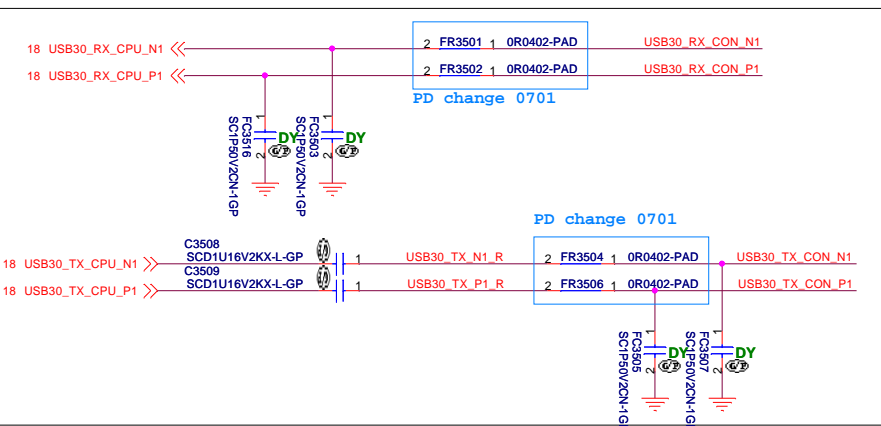 18 USB30_RX_CPU_N1 2 FR3501 1 0R0402-PAD USB30_RX_CON_N1
18 USB30_RX_CPU_P1 2 FR3502 1 0R0402-PAD USB30_RX_CON_P1
PD change 0701
1 1
FC3516 DY FC3503 DY
SC1P50V2CN-1GP SC1P50V2CN-1GP
2 2
PD change 0701
C3508
SCD1U16V2KX-L-GP
18 USB30_TX_CPU_N1 1 USB30_TX_N1_R 2 FR3504 1 0R0402-PAD USB30_TX_CON_N1
C3509
SCD1U16V2KX-L-GP
18 USB30_TX_CPU_P1 1 USB30_TX_P1_R 2 FR3506 1 0R0402-PAD USB30_TX_CON_P1
1 1
FC3505 DY FC3507 DY
SC1P50V2CN-1G SC1P50V2CN-1G
2 2